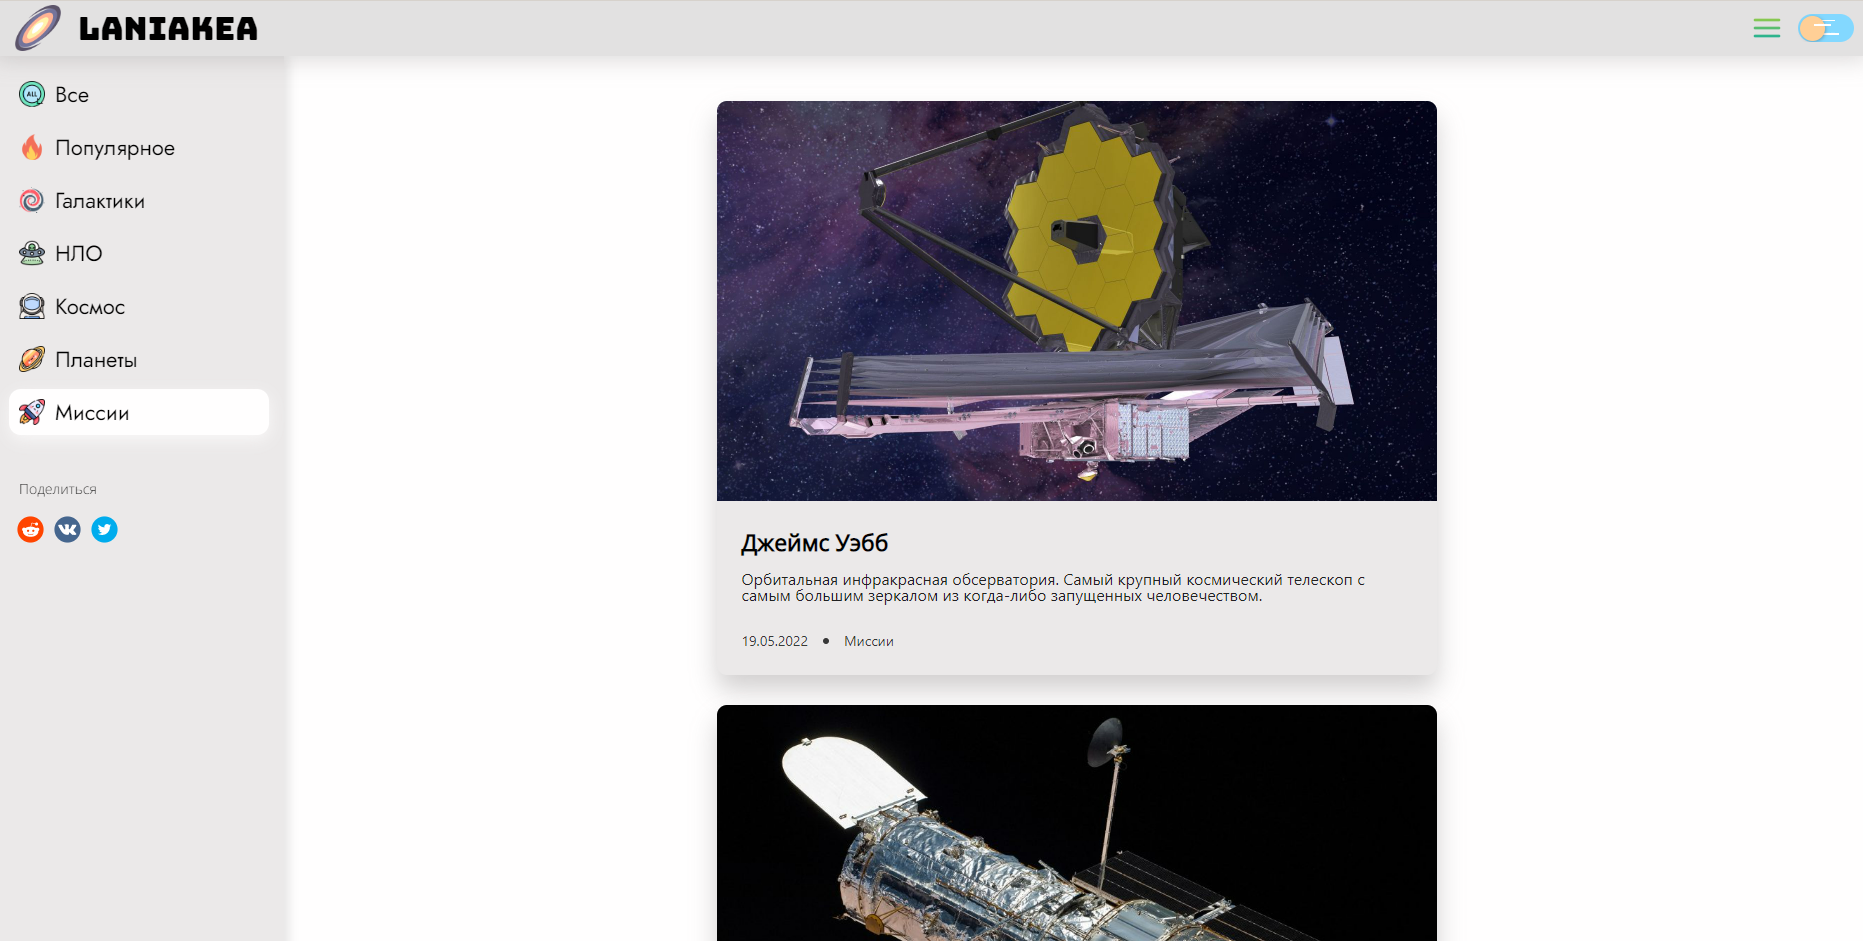 LANIAKEA
ALL
Все
Популярное
Галактики
НЛО
Космос
Планеты
Миссии
Поделиться
Джеймс Уэбб
Орбитальная инфракрасная обсерватория. Самый крупный космический телескоп с
самым большим зеркалом из когда-либо запущенных человечеством.
19.05.2022 • Миссии